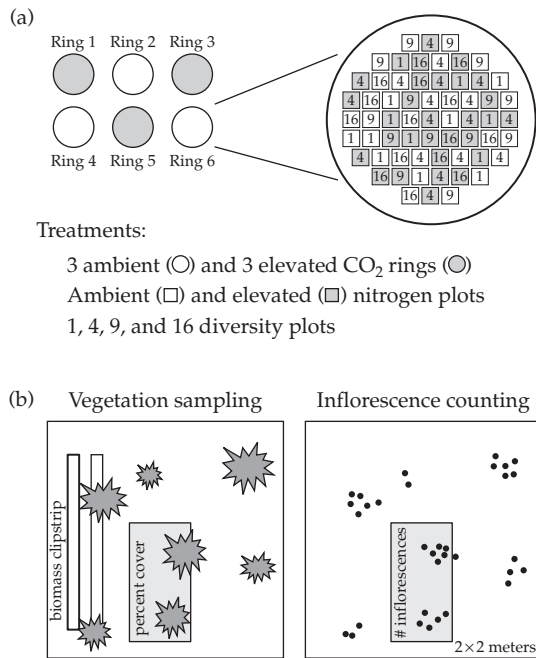 (a)
Ring 1 Ring 2 Ring 3
Ring 4 Ring 5 Ring 6
9 4 9
9 1 16 4 16 9
4 16 4 16 4 1 4 1
4 16 1 9 4 16 4 9 9
16 9 1 16 4 1 4 1 4
1 1 9 1 9 16 9 16 9
4 1 16 4 16 4 1 4
16 9 1 4 16 1
16 4 9
Treatments:
3 ambient (○) and 3 elevated CO₂ rings (○)
Ambient (□) and elevated (■) nitrogen plots
1, 4, 9, and 16 diversity plots
(b)
Vegetation sampling
biomass clipstrip
percent cover
Inflorescence counting
# inflorescences
2×2 meters